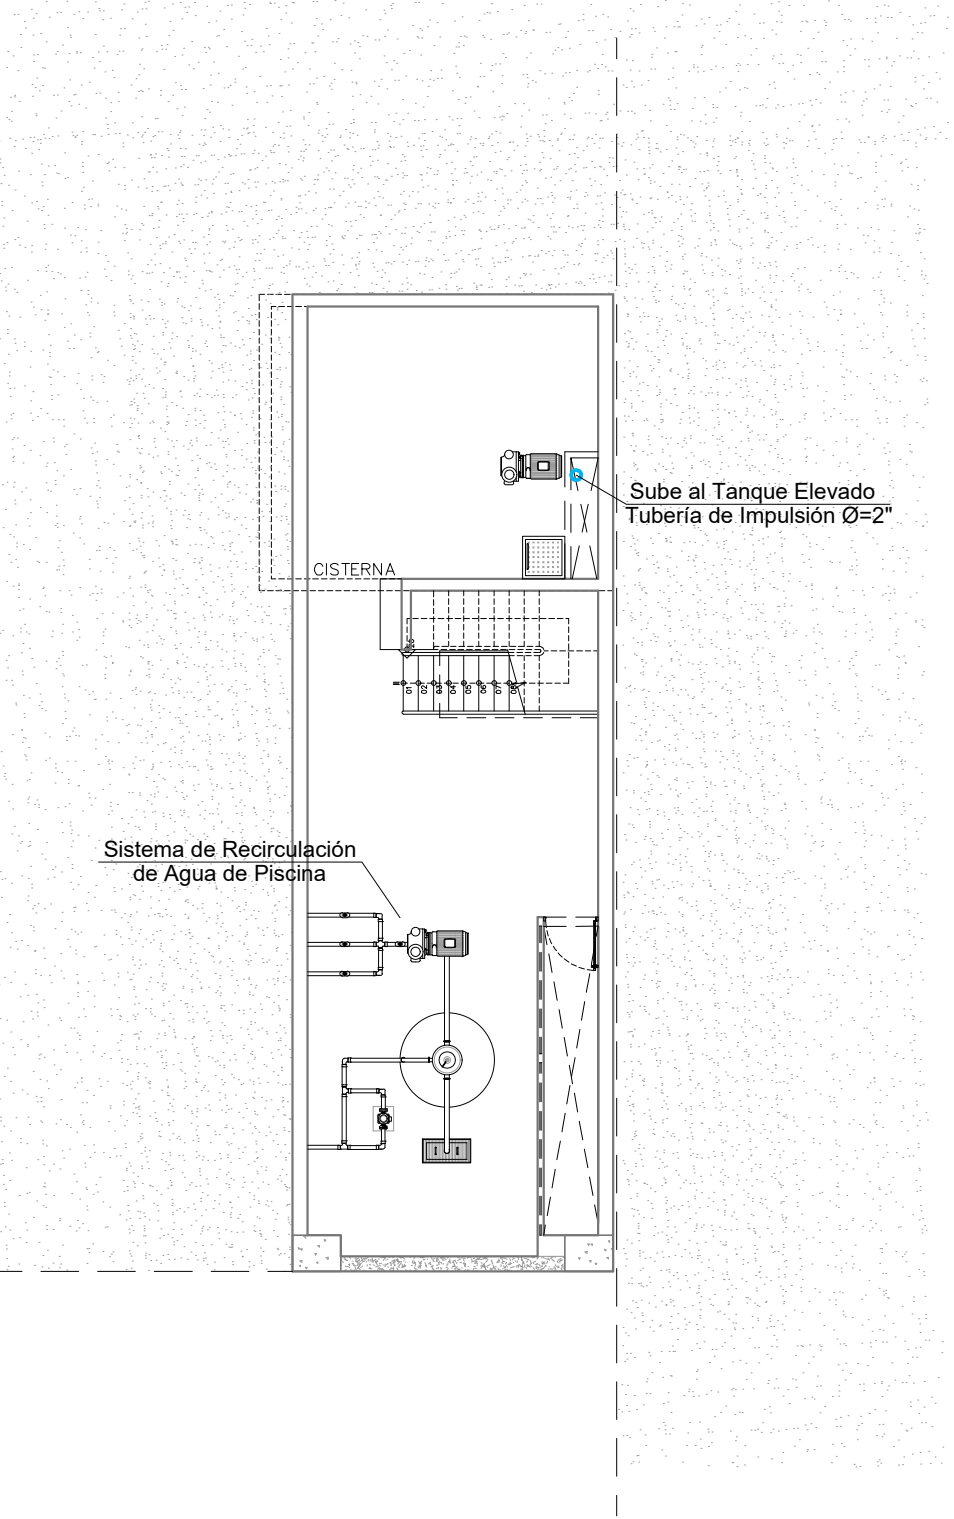 Sube al Tanque Elevado
Tubería de Impulsión Ø=2"
CISTERNA
01
02
03
04
05
06
07
08
Sistema de Recirculación
de Agua de Piscina